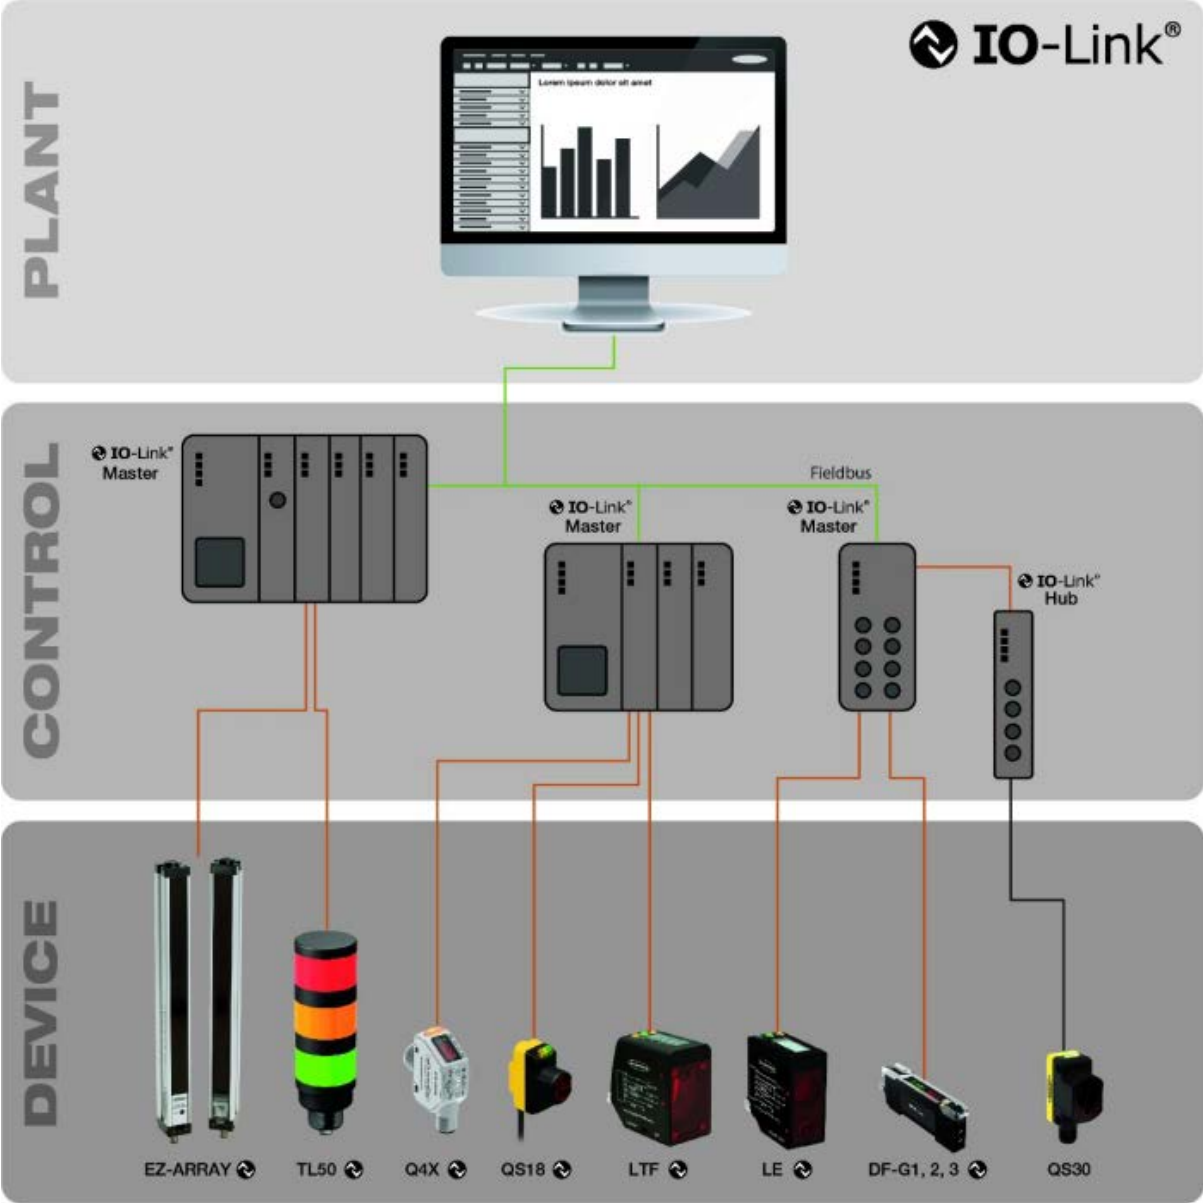 IO-Link®
PLANT
Lorem ipsum dolor sit amet
CONTROL
IO-Link®
Master
Fieldbus
IO-Link®
Master
IO-Link®
Master
IO-Link®
Hub
DEVICE
EZ-ARRAY
TL50
Q4X
QS18
LTF
LE
DF-G1, 2, 3
QS30